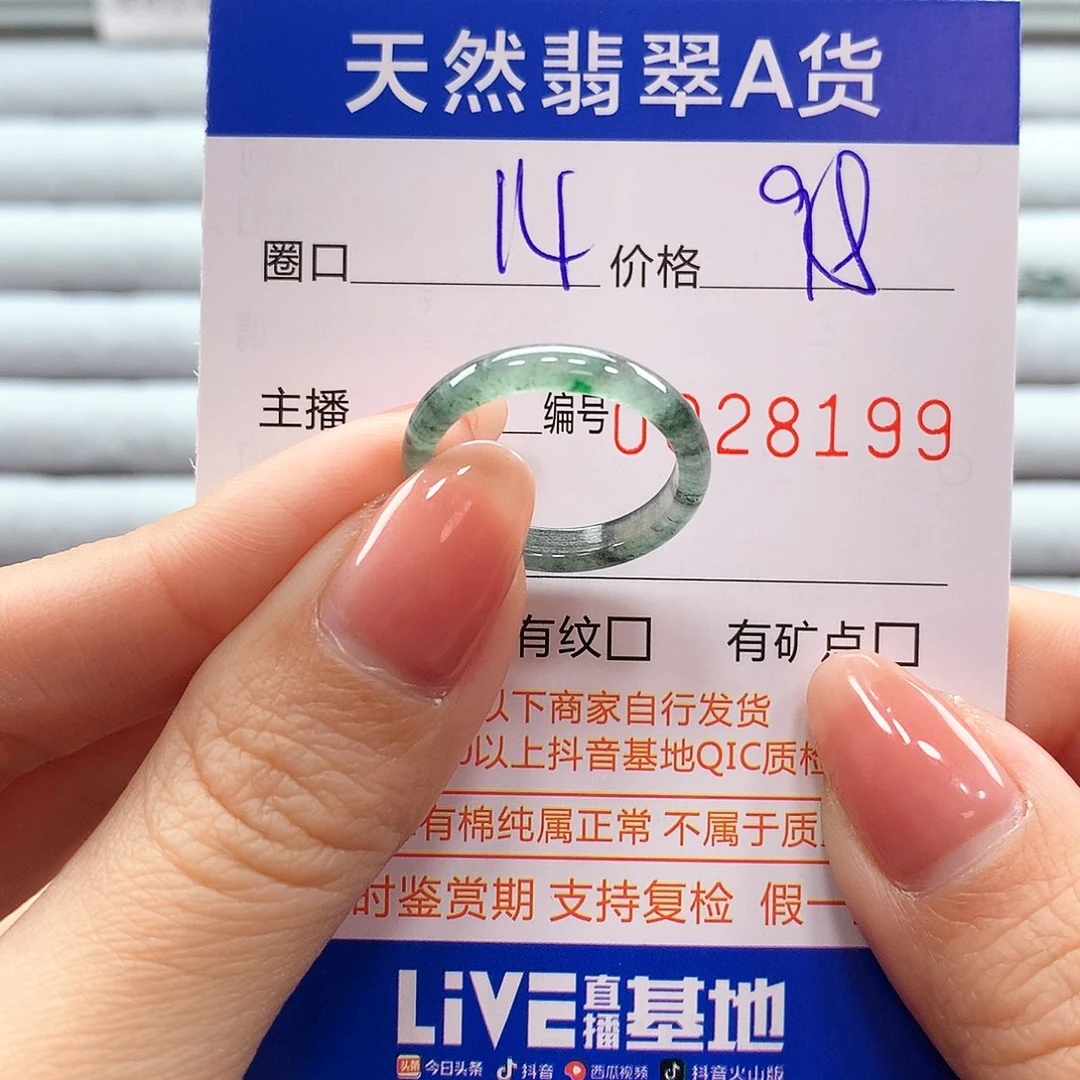 天然翡翠A货
圈口 14 价格 98
主播 编号 28199
有纹□ 有矿点□
以下商家自行发货
0以上抖音基地QIC质检
有棉纯属正常 不属于质
时鉴赏期 支持复检 假一
LiVE直播基地
头条 今日头条 抖音 西瓜视频 抖音火山版